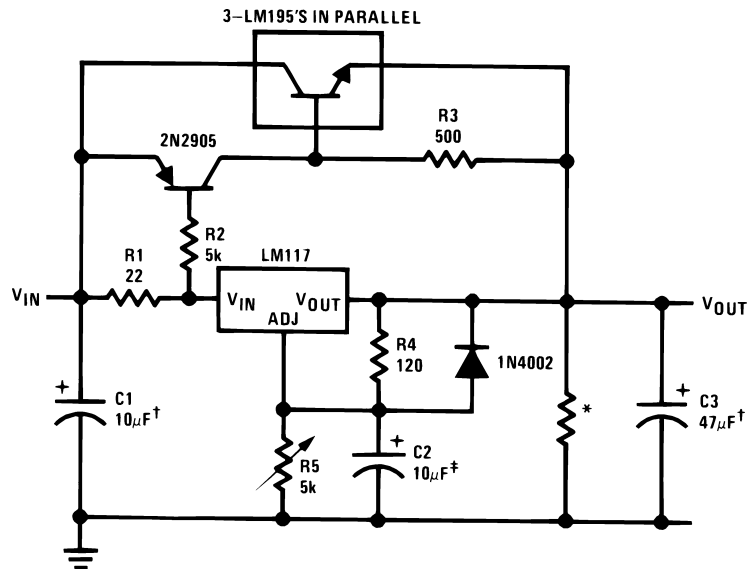 3–LM195'S IN PARALLEL
R3
500
2N2905
R2
5k
R1
22
LM117
VIN
VIN
VOUT
ADJ
VOUT
R4
120
1N4002
*
+
C1
10μF†
R5
5k
+
C2
10μF‡
+
C3
47μF†